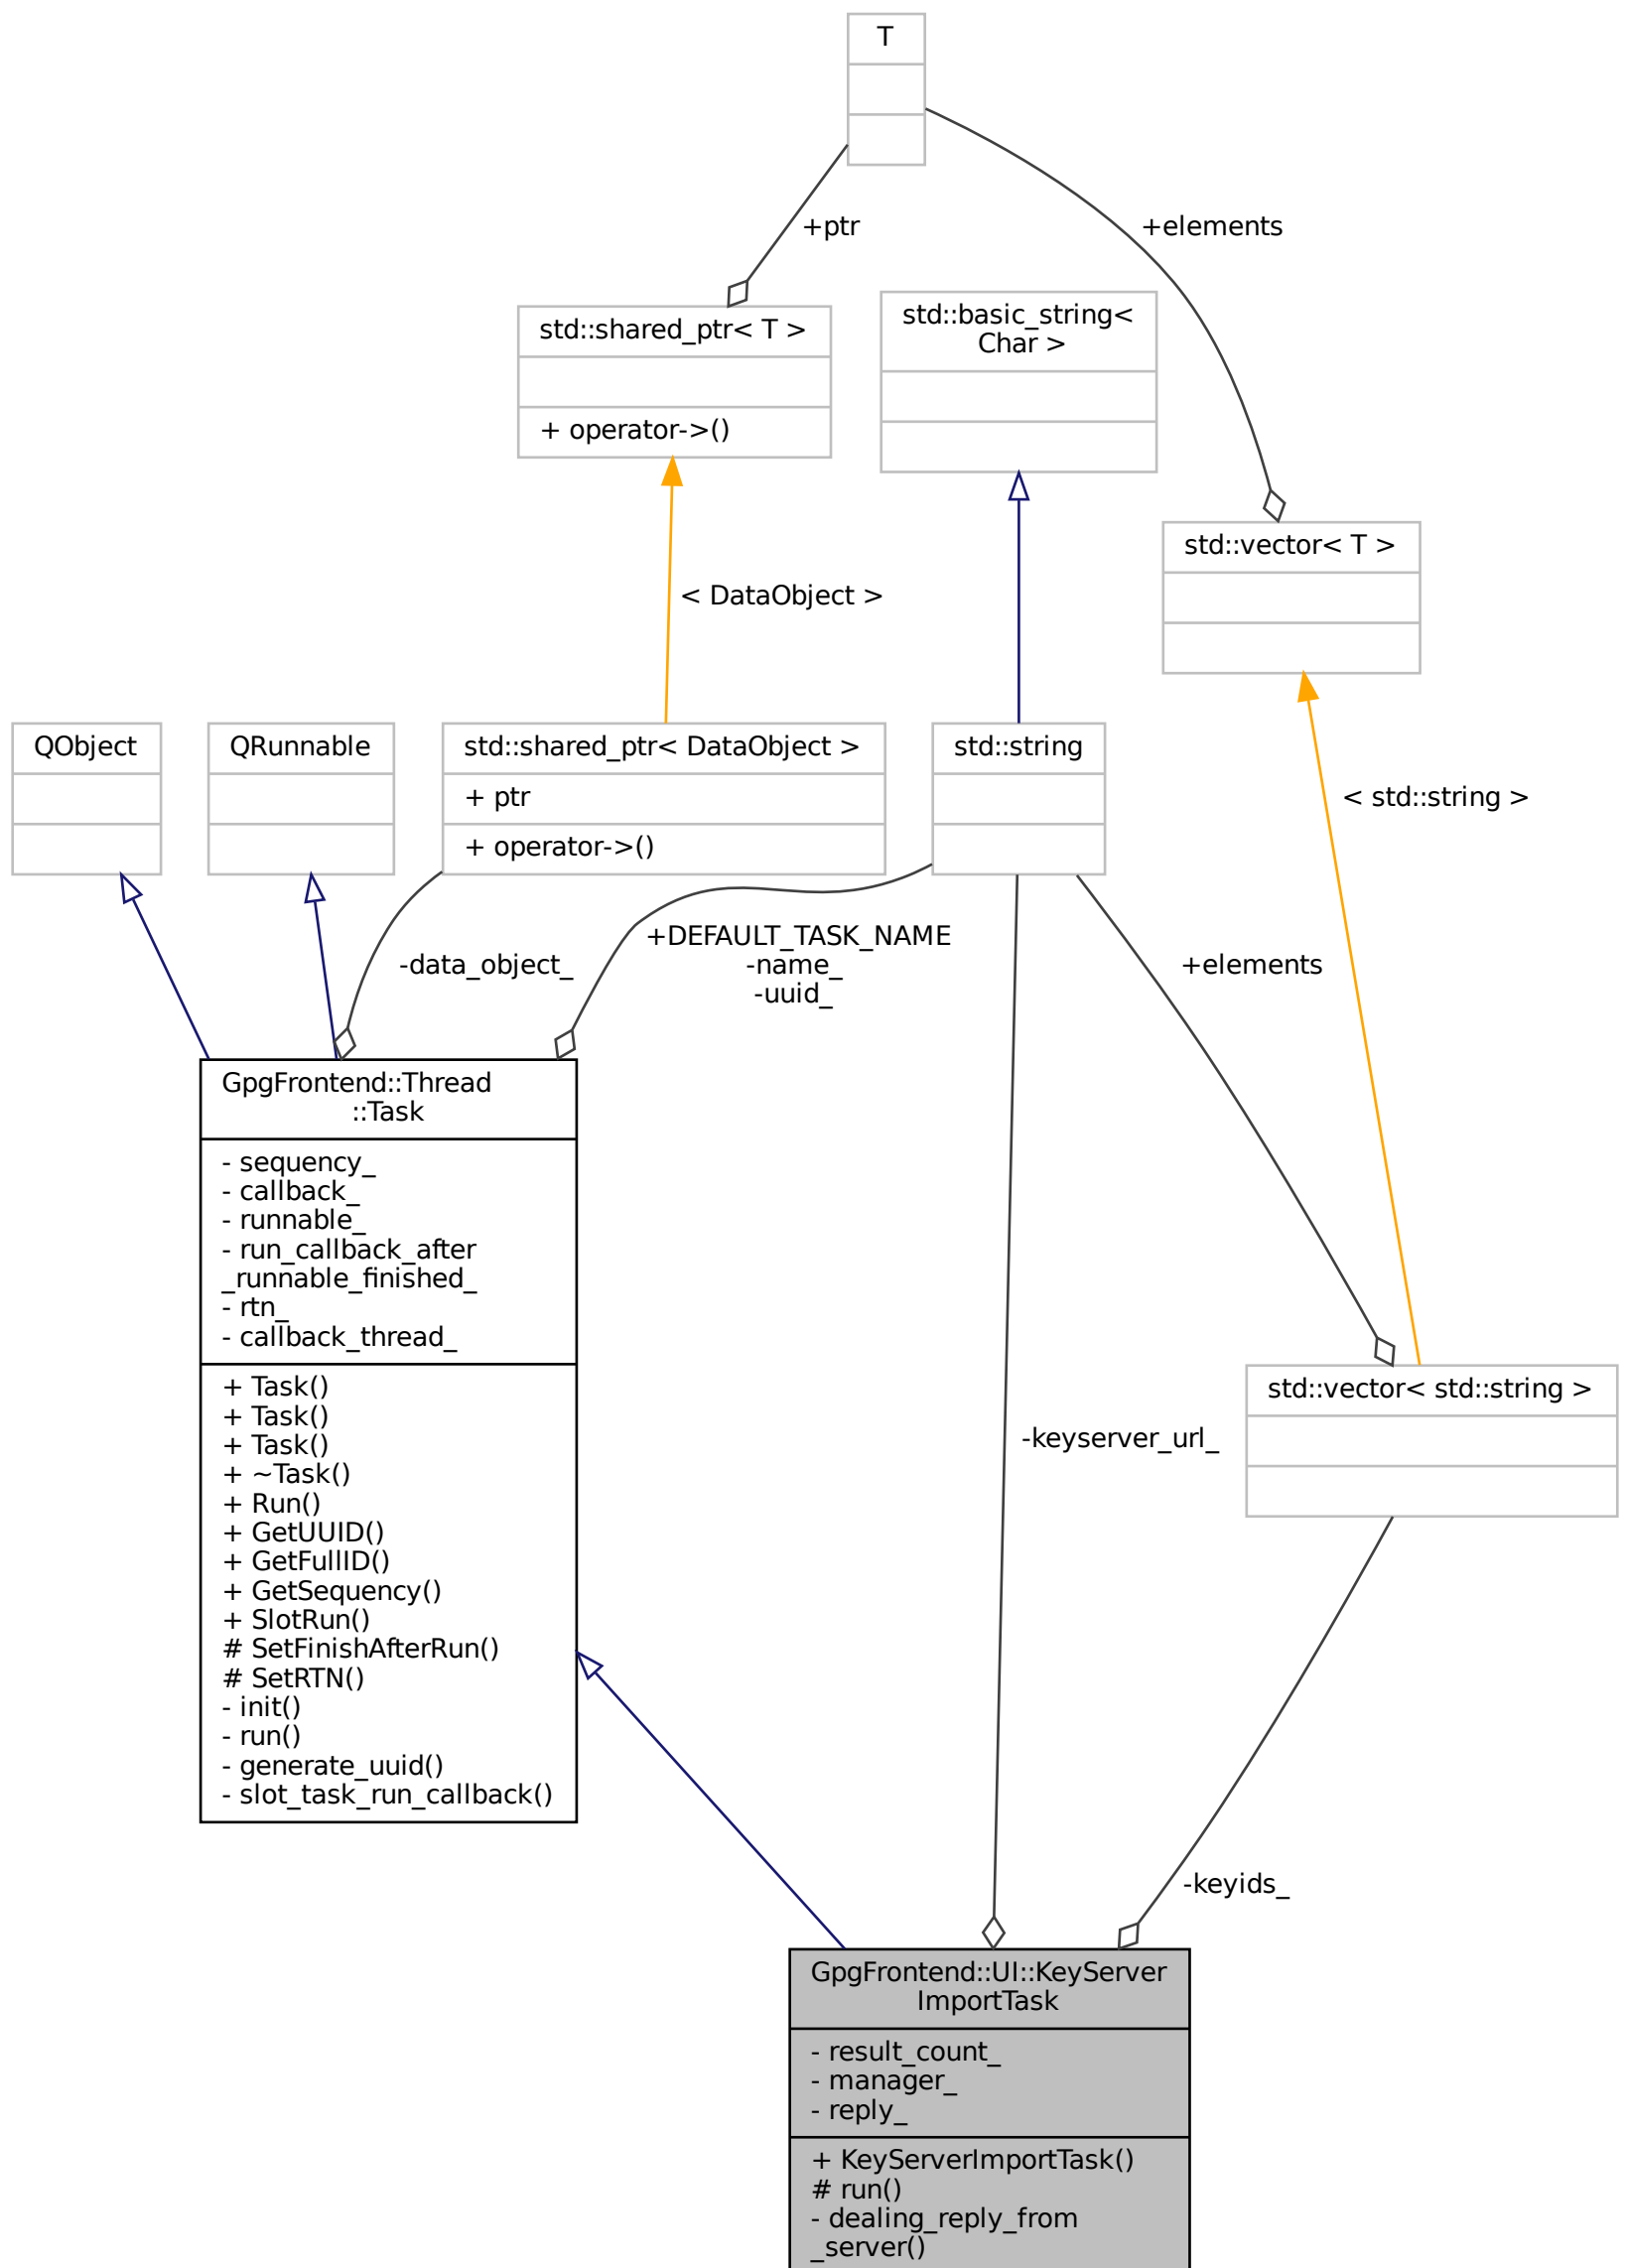 T
+ptr
+elements
std::shared_ptr< T >
+ operator->()
std::basic_string<
Char >
std::vector< T >
< DataObject >
QObject
QRunnable
std::shared_ptr< DataObject >
+ ptr
+ operator->()
std::string
< std::string >
-data_object_
+DEFAULT_TASK_NAME
-name_
-uuid_
+elements
GpgFrontend::Thread
::Task
- sequency_
- callback_
- runnable_
- run_callback_after
_runnable_finished_
- rtn_
- callback_thread_
+ Task()
+ Task()
+ Task()
+ ~Task()
+ Run()
+ GetUUID()
+ GetFullID()
+ GetSequency()
+ SlotRun()
# SetFinishAfterRun()
# SetRTN()
- init()
- run()
- generate_uuid()
- slot_task_run_callback()
std::vector< std::string >
-keyserver_url_
-keyids_
GpgFrontend::UI::KeyServer
ImportTask
- result_count_
- manager_
- reply_
+ KeyServerImportTask()
# run()
- dealing_reply_from
_server()